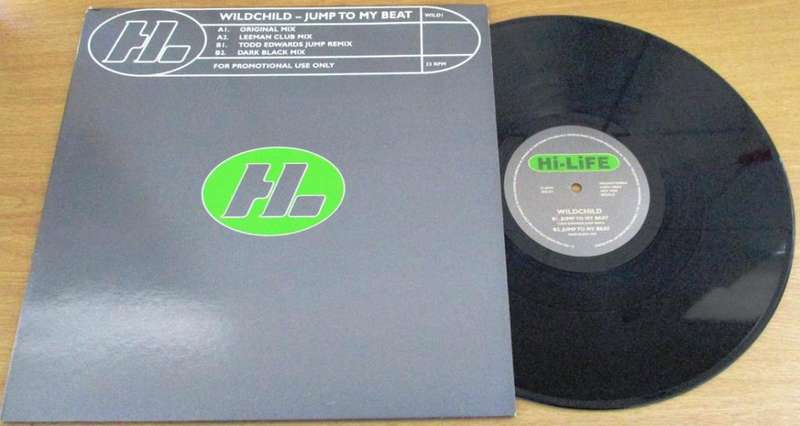 WILDCHILD – JUMP TO MY BEAT
WILD1
A1. ORIGINAL MIX
A2. LEEMAN CLUB MIX
B1. TODD EDWARDS JUMP REMIX
B2. DARK BLACK MIX
FOR PROMOTIONAL USE ONLY
33 RPM
HL.
HL.
Hi-LiFE
WILDCHILD
B1. JUMP TO MY BEAT
B2. JUMP TO MY BEAT